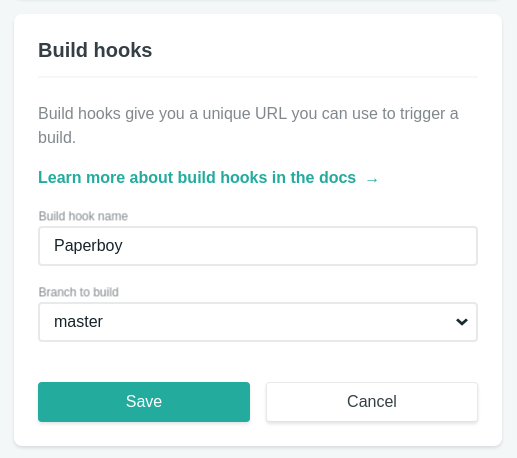 Build hooks
Build hooks give you a unique URL you can use to trigger a
build.
Learn more about build hooks in the docs →
Build hook name
Paperboy
Branch to build
master
Save
Cancel